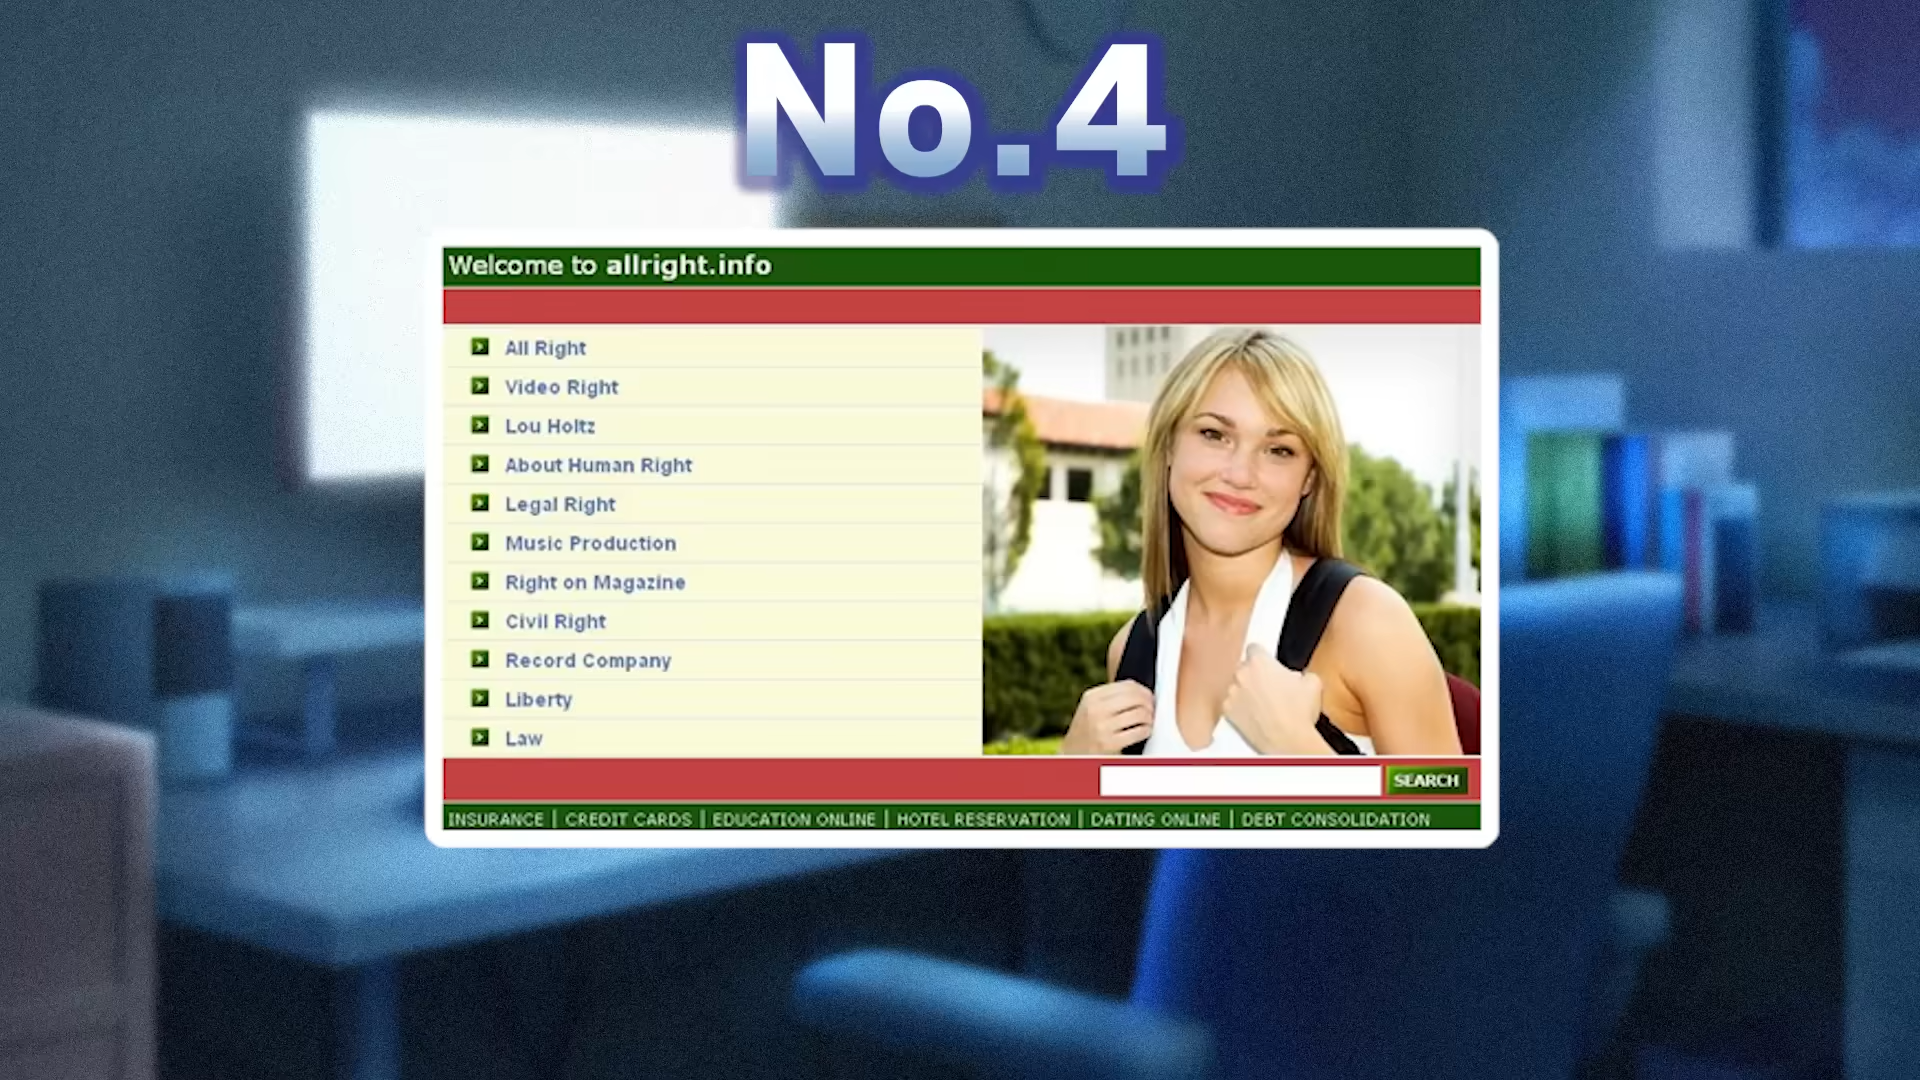 No.4
Welcome to allright.info
All Right
Video Right
Lou Holtz
About Human Right
Legal Right
Music Production
Right on Magazine
Civil Right
Record Company
Liberty
Law
SEARCH
INSURANCE | CREDIT CARDS | EDUCATION ONLINE | HOTEL RESERVATION | DATING ONLINE | DEBT CONSOLIDATION